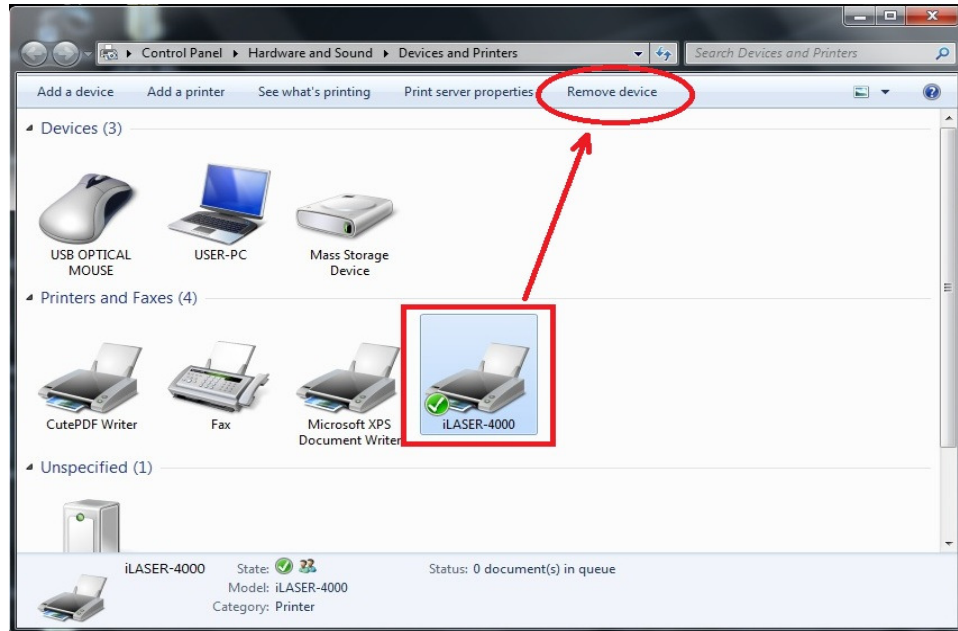 Control Panel ▸ Hardware and Sound ▸ Devices and Printers
Search Devices and Printers
Add a device Add a printer See what's printing Print server properties Remove device
Devices (3)
USB OPTICAL
MOUSE
USER-PC
Mass Storage
Device
Printers and Faxes (4)
CutePDF Writer
Fax
Microsoft XPS
Document Writer
iLASER-4000
Unspecified (1)
iLASER-4000 State: Status: 0 document(s) in queue
Model: iLASER-4000
Category: Printer